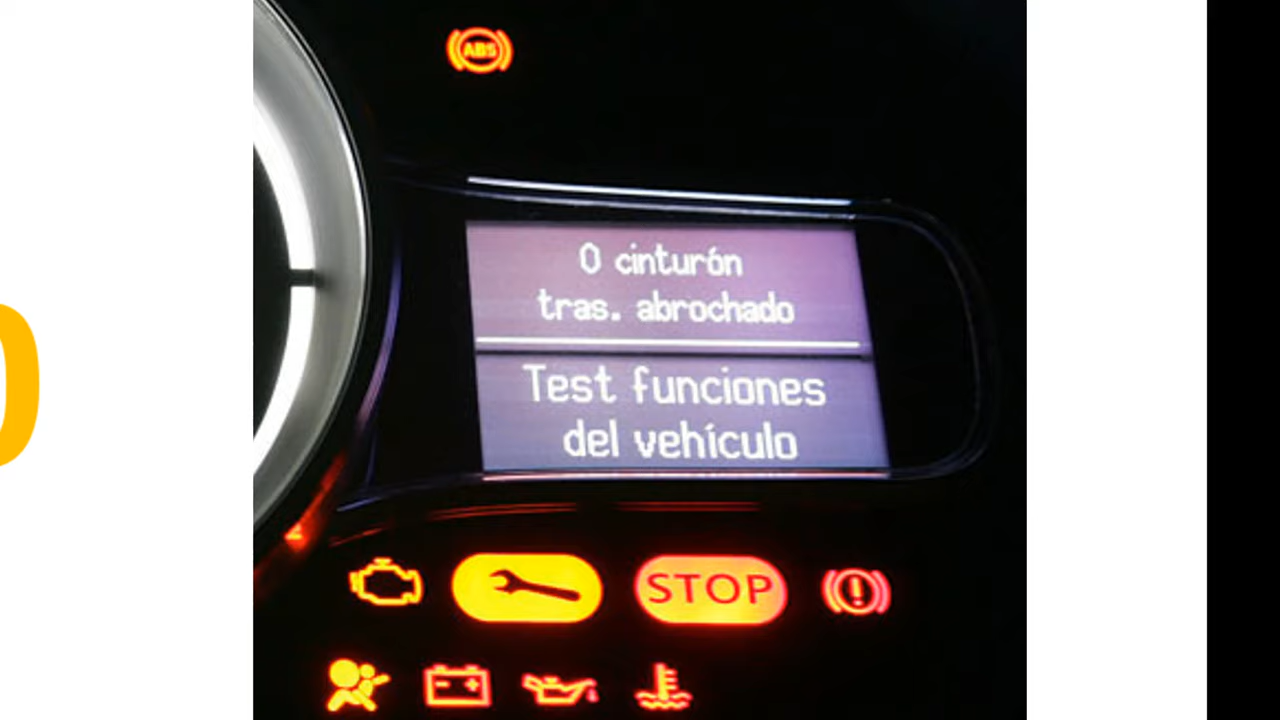 ABS
0 cinturón
tras. abrochado
Test funciones
del vehículo
STOP